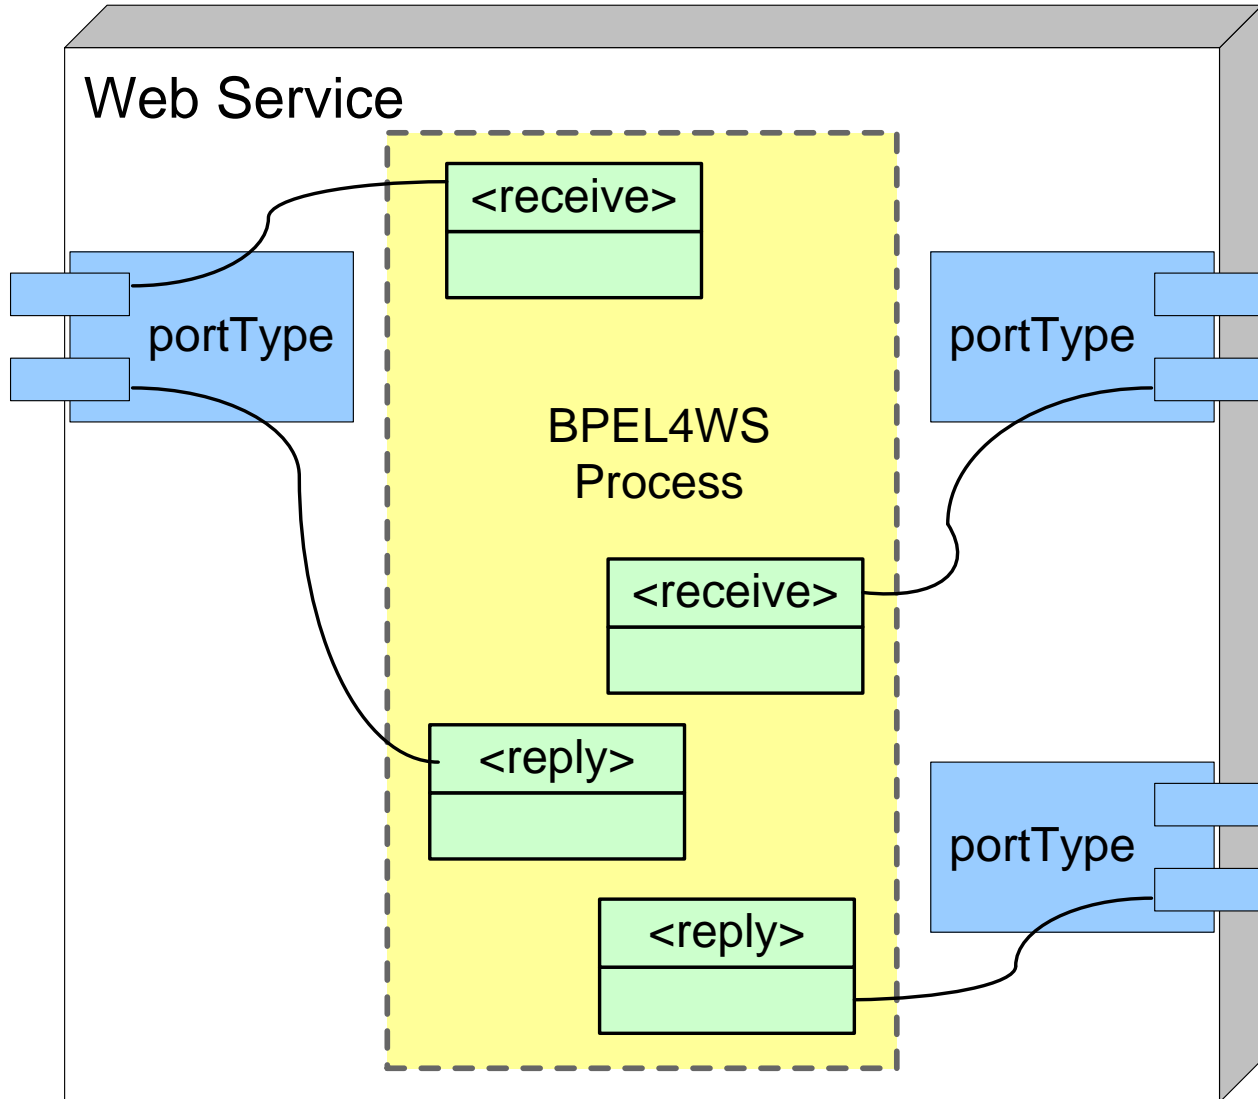 Web Service
<receive>
portType
portType
BPEL4WS
Process
<receive>
<reply>
portType
<reply>